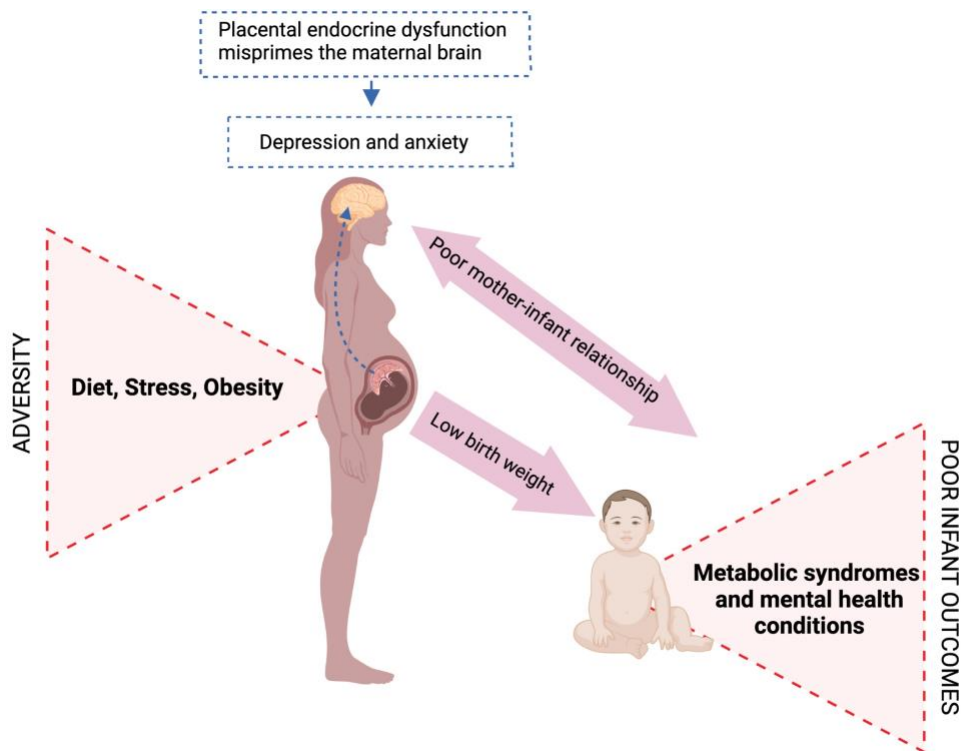 Placental endocrine dysfunction
misprimes the maternal brain
Depression and anxiety
Poor mother-infant relationship
ADVERSITY
Diet, Stress, Obesity
Low birth weight
Metabolic syndromes
and mental health
conditions
POOR INFANT OUTCOMES